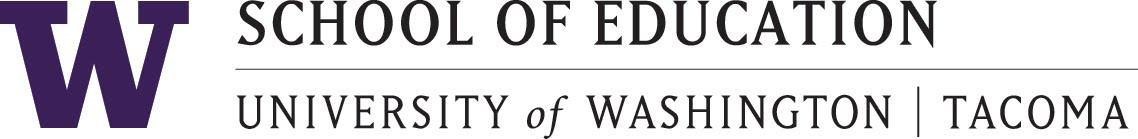 W
SCHOOL OF EDUCATION
UNIVERSITY of WASHINGTON | TACOMA